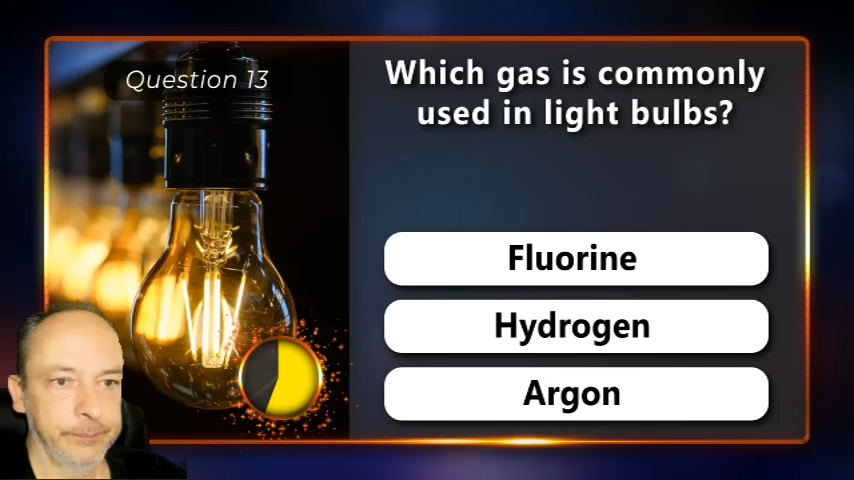 Question 13
Which gas is commonly
used in light bulbs?
Fluorine
Hydrogen
Argon